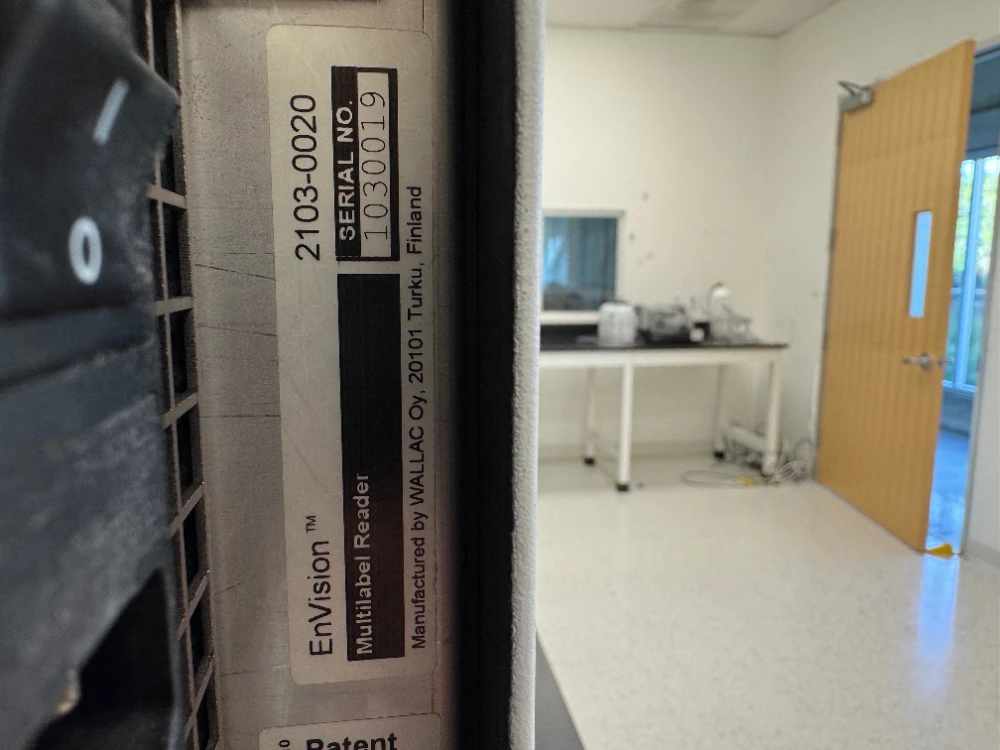 I
O
EnVision™ 2103-0020
Multilabel Reader
SERIAL NO.
1030019
Manufactured by WALLAC Oy, 20101 Turku, Finland
Patent